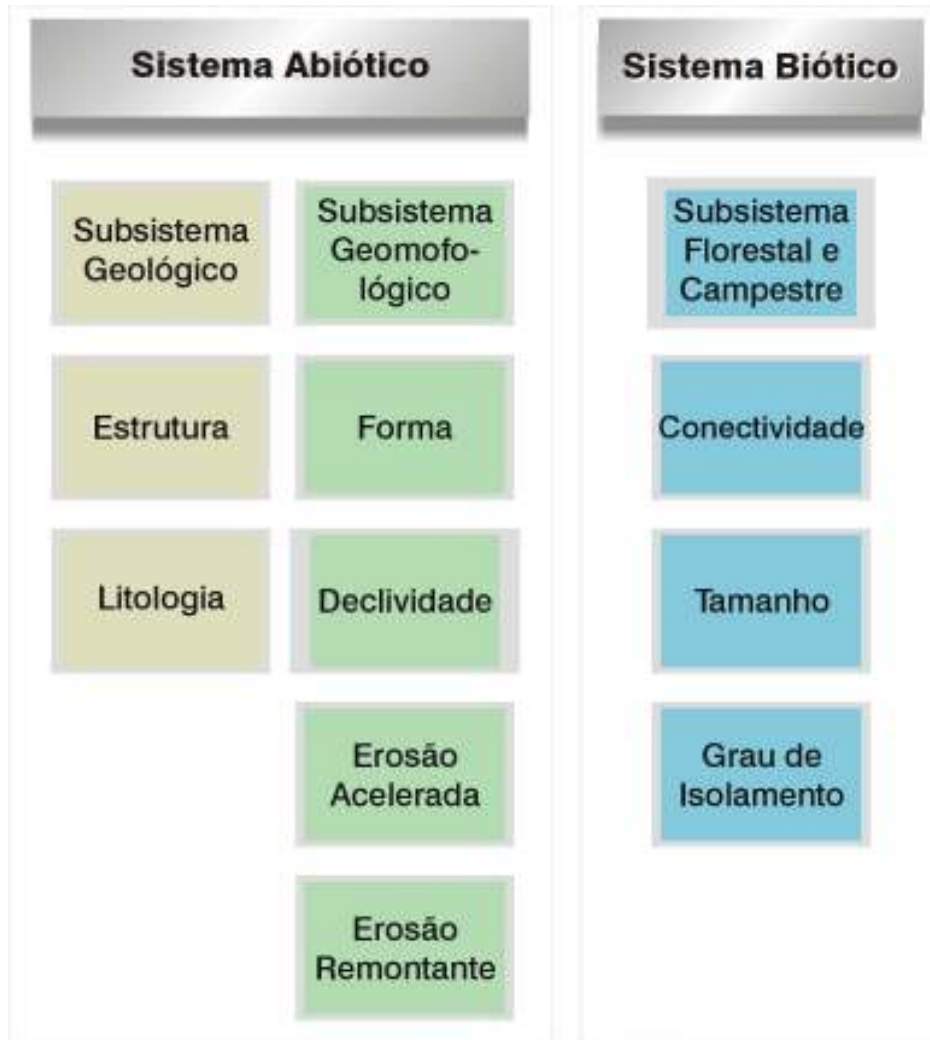 Sistema Abiótico
Subsistema
Geológico
Estrutura
Litologia
Subsistema
Geomofo-
lógico
Forma
Declividade
Erosão
Acelerada
Erosão
Remontante
Sistema Biótico
Subsistema
Florestal e
Campestre
Conectividade
Tamanho
Grau de
Isolamento